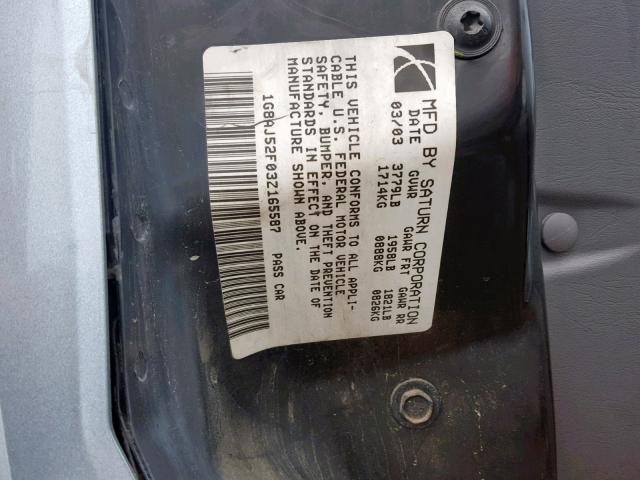 MFD BY SATURN CORPORATION
DATE GVWR GAWR FRT GAWR RR
03/03 3779LB 1958LB 1821LB
1714KG 0888KG 0826KG
THIS VEHICLE CONFORMS TO ALL APPLI-
CABLE U.S. FEDERAL MOTOR VEHICLE
SAFETY, BUMPER, AND THEFT PREVENTION
STANDARDS IN EFFECT ON THE DATE OF
MANUFACTURE SHOWN ABOVE.
1G8AJ52F03Z165587 PASS CAR